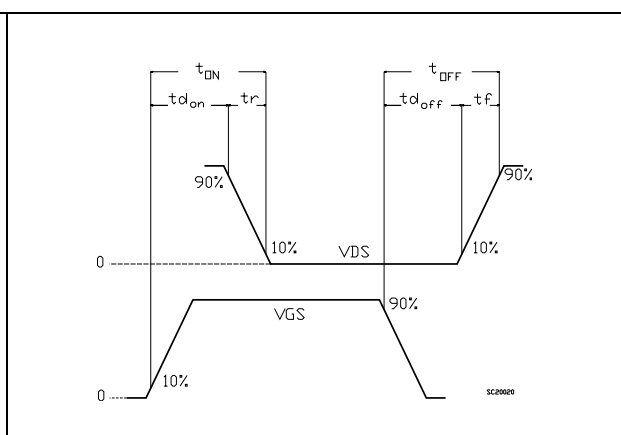 tON tOFF
tdon tr tdoff tf
90% 90%
10% 10%
0 VDS
VGS 90%
10%
0
SC20020